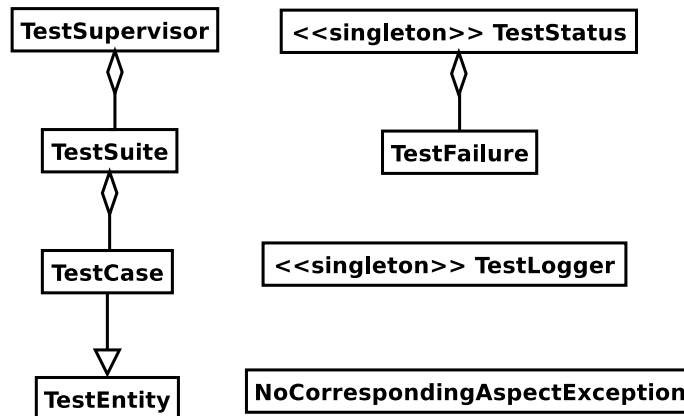 TestSupervisor
<<singleton>> TestStatus
TestSuite
TestFailure
TestCase
<<singleton>> TestLogger
TestEntity
NoCorrespondingAspectException